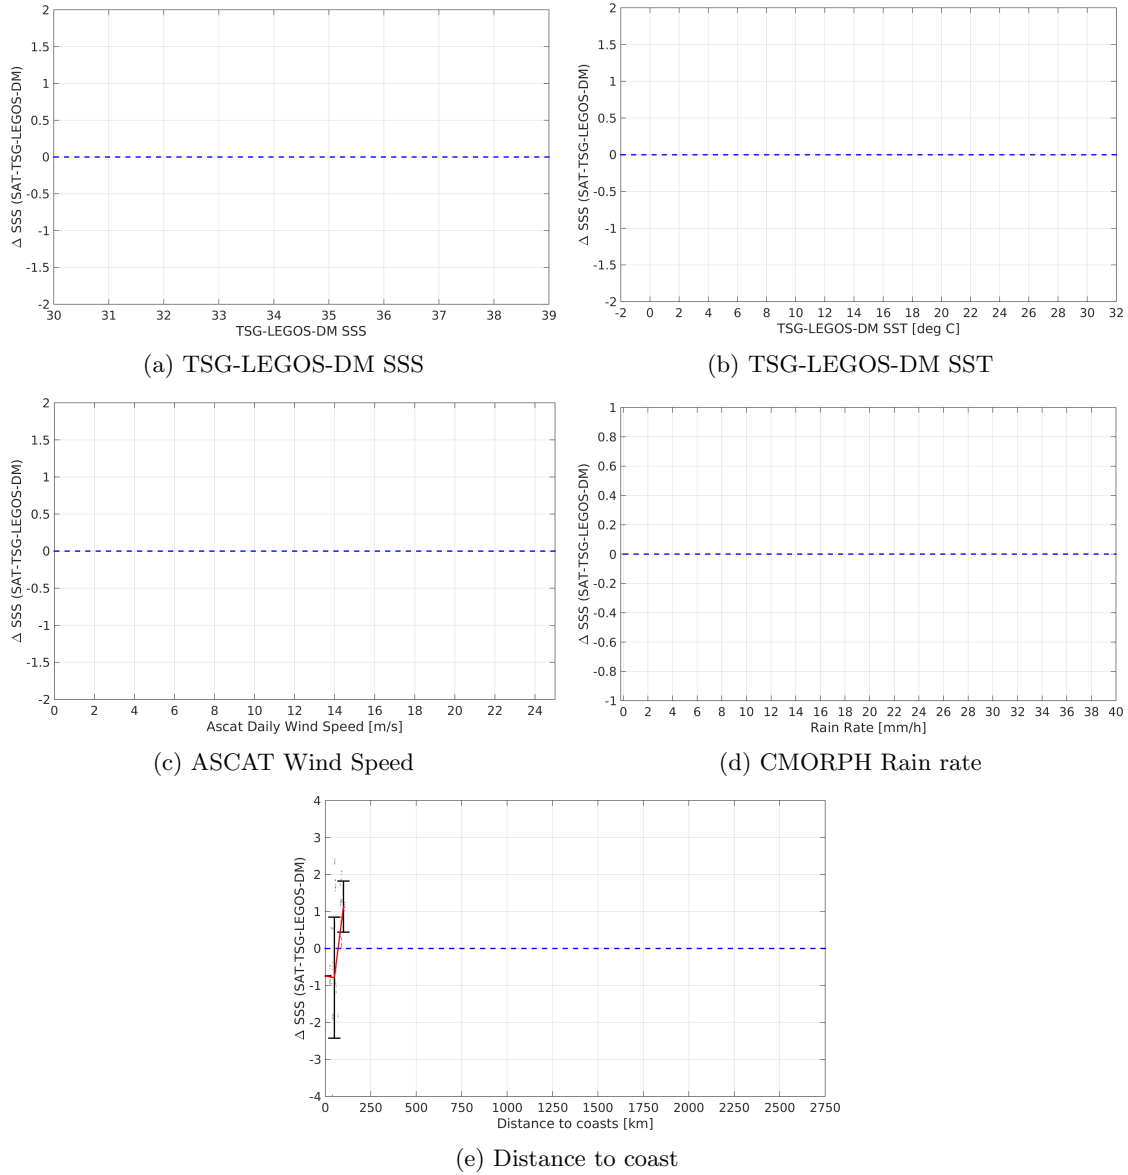 2
1.5
1
0.5
0
-0.5
-1
-1.5
-2
Δ SSS (SAT-TSG-LEGOS-DM)
30 31 32 33 34 35 36 37 38 39
TSG-LEGOS-DM SSS
(a) TSG-LEGOS-DM SSS
2
1.5
1
0.5
0
-0.5
-1
-1.5
-2
Δ SSS (SAT-TSG-LEGOS-DM)
-2 0 2 4 6 8 10 12 14 16 18 20 22 24 26 28 30 32
TSG-LEGOS-DM SST [deg C]
(b) TSG-LEGOS-DM SST
2
1.5
1
0.5
0
-0.5
-1
-1.5
-2
Δ SSS (SAT-TSG-LEGOS-DM)
0 2 4 6 8 10 12 14 16 18 20 22 24
Ascat Daily Wind Speed [m/s]
(c) ASCAT Wind Speed
1
0.8
0.6
0.4
0.2
0
-0.2
-0.4
-0.6
-0.8
-1
Δ SSS (SAT-TSG-LEGOS-DM)
0 2 4 6 8 10 12 14 16 18 20 22 24 26 28 30 32 34 36 38 40
Rain Rate [mm/h]
(d) CMORPH Rain rate
4
3
2
1
0
-1
-2
-3
-4
Δ SSS (SAT-TSG-LEGOS-DM)
0 250 500 750 1000 1250 1500 1750 2000 2250 2500 2750
Distance to coasts [km]
(e) Distance to coast